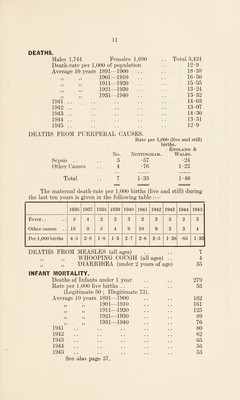 11
DEATHS.
Males 1,744 Females 1,680 .. Total 3,424
Death-rate per 1,000 of population .. 12·9
Average 10 years 1891—1900 .. .. 18·38
,, ,, 1901—1910 .. .. 16·50
,, ,, 1911—1920 .. .. 15·55
,, ,, 1921—1930 .. .. 13·24
,, ,, 1931—1940 .. .. 13·32
1941 .. .. .. .. .. 14·03
1942 .. .. .. .. .. 13·07
1943 .. .. .. .. .. 14·30
1944 .. .. .. .. .. 13·31
1945 .. .. .. .. .. 12·9
DEATHS FROM PUERPERAL CAUSES.
Rate per 1,000 (live and still)
births.
England &
No. Nottingham. Wales.
Sepsis .. 3 ·57 ·24
Other Causes .. 4 ·76 1·22
Total .. 7 1·33 1·46
The maternal death-rate per 1,000 births (live and still) during
the last ten years is given in the following table :—
1936 1937 1938 1939 1940 1941 1942 1943 1944 1945
Fever.. .. 5 4 2 2 3 2 3 5 2 3
Other causes 15 9 6 4 9 10 9 2 3 4
Per 1,000 births 4·5 2·8 1·8 1·3 2·7 2·8 2·5 1·38 ·85 1·33
DEATHS FROM MEASLES (all ages) .. .. 7
,, ,, WHOOPING COUGH (all ages) .. 4
,, ,, DIARRHŒA (under 2 years of age) 35
INFANT MORTALITY.
Deaths of Infants under 1 year .. .. 279
Rate per 1,000 live births .. .. .. 53
(Legitimate 50 ; Illegitimate 73).
Average 10 years 1891—1900 .. .. 182
,, ,, 1901—1910 .. .. 161
,, ,, 1911—1920 .. .. 125
,, ,, 1921—1930 .. .. 89
,, ,, 1931—1940 .. .. 76
1941 .. .. .. .. .. 80
1942 .. .. .. .. .. 62
1943 .. .. .. .. .. 65
1944 .. .. .. .. .. 56
1945 .. .. .. .. .. 53
See also page 37.